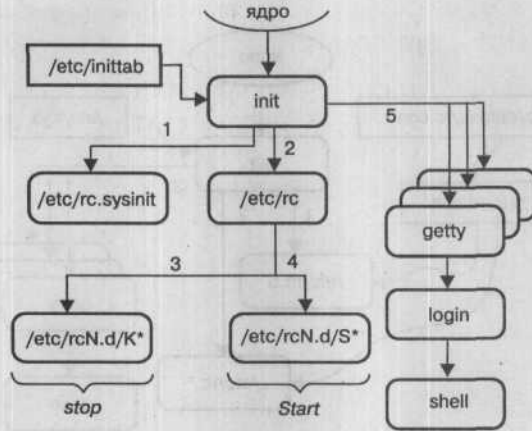 ядро
/etc/inittab
init
1
2
5
/etc/rc.sysinit
/etc/rc
getty
3
4
login
/etc/rcN.d/K*
/etc/rcN.d/S*
stop
Start
shell